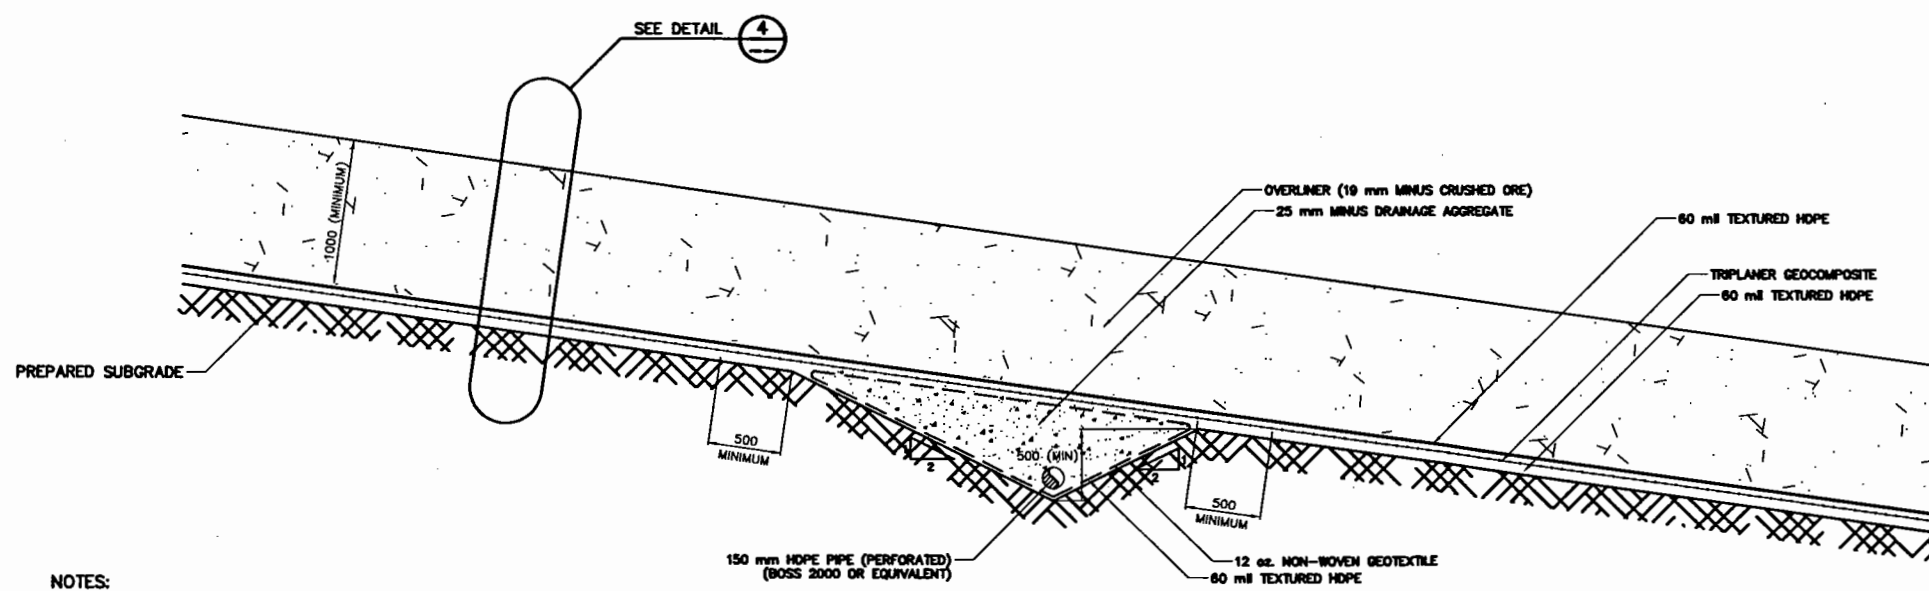 SEE DETAIL 4
1000 (MINIMUM)
OVERLINER (19 mm MINUS CRUSHED ORE)
25 mm MINUS DRAINAGE AGGREGATE
60 mil TEXTURED HDPE
TRIPLANER GEOCOMPOSITE
60 mil TEXTURED HDPE
PREPARED SUBGRADE
500
MINIMUM
1
2
500 (MIN)
1
2
500
MINIMUM
150 mm HDPE PIPE (PERFORATED)
(BOSS 2000 OR EQUIVALENT)
12 oz. NON-WOVEN GEOTEXTILE
60 mil TEXTURED HDPE
NOTES: